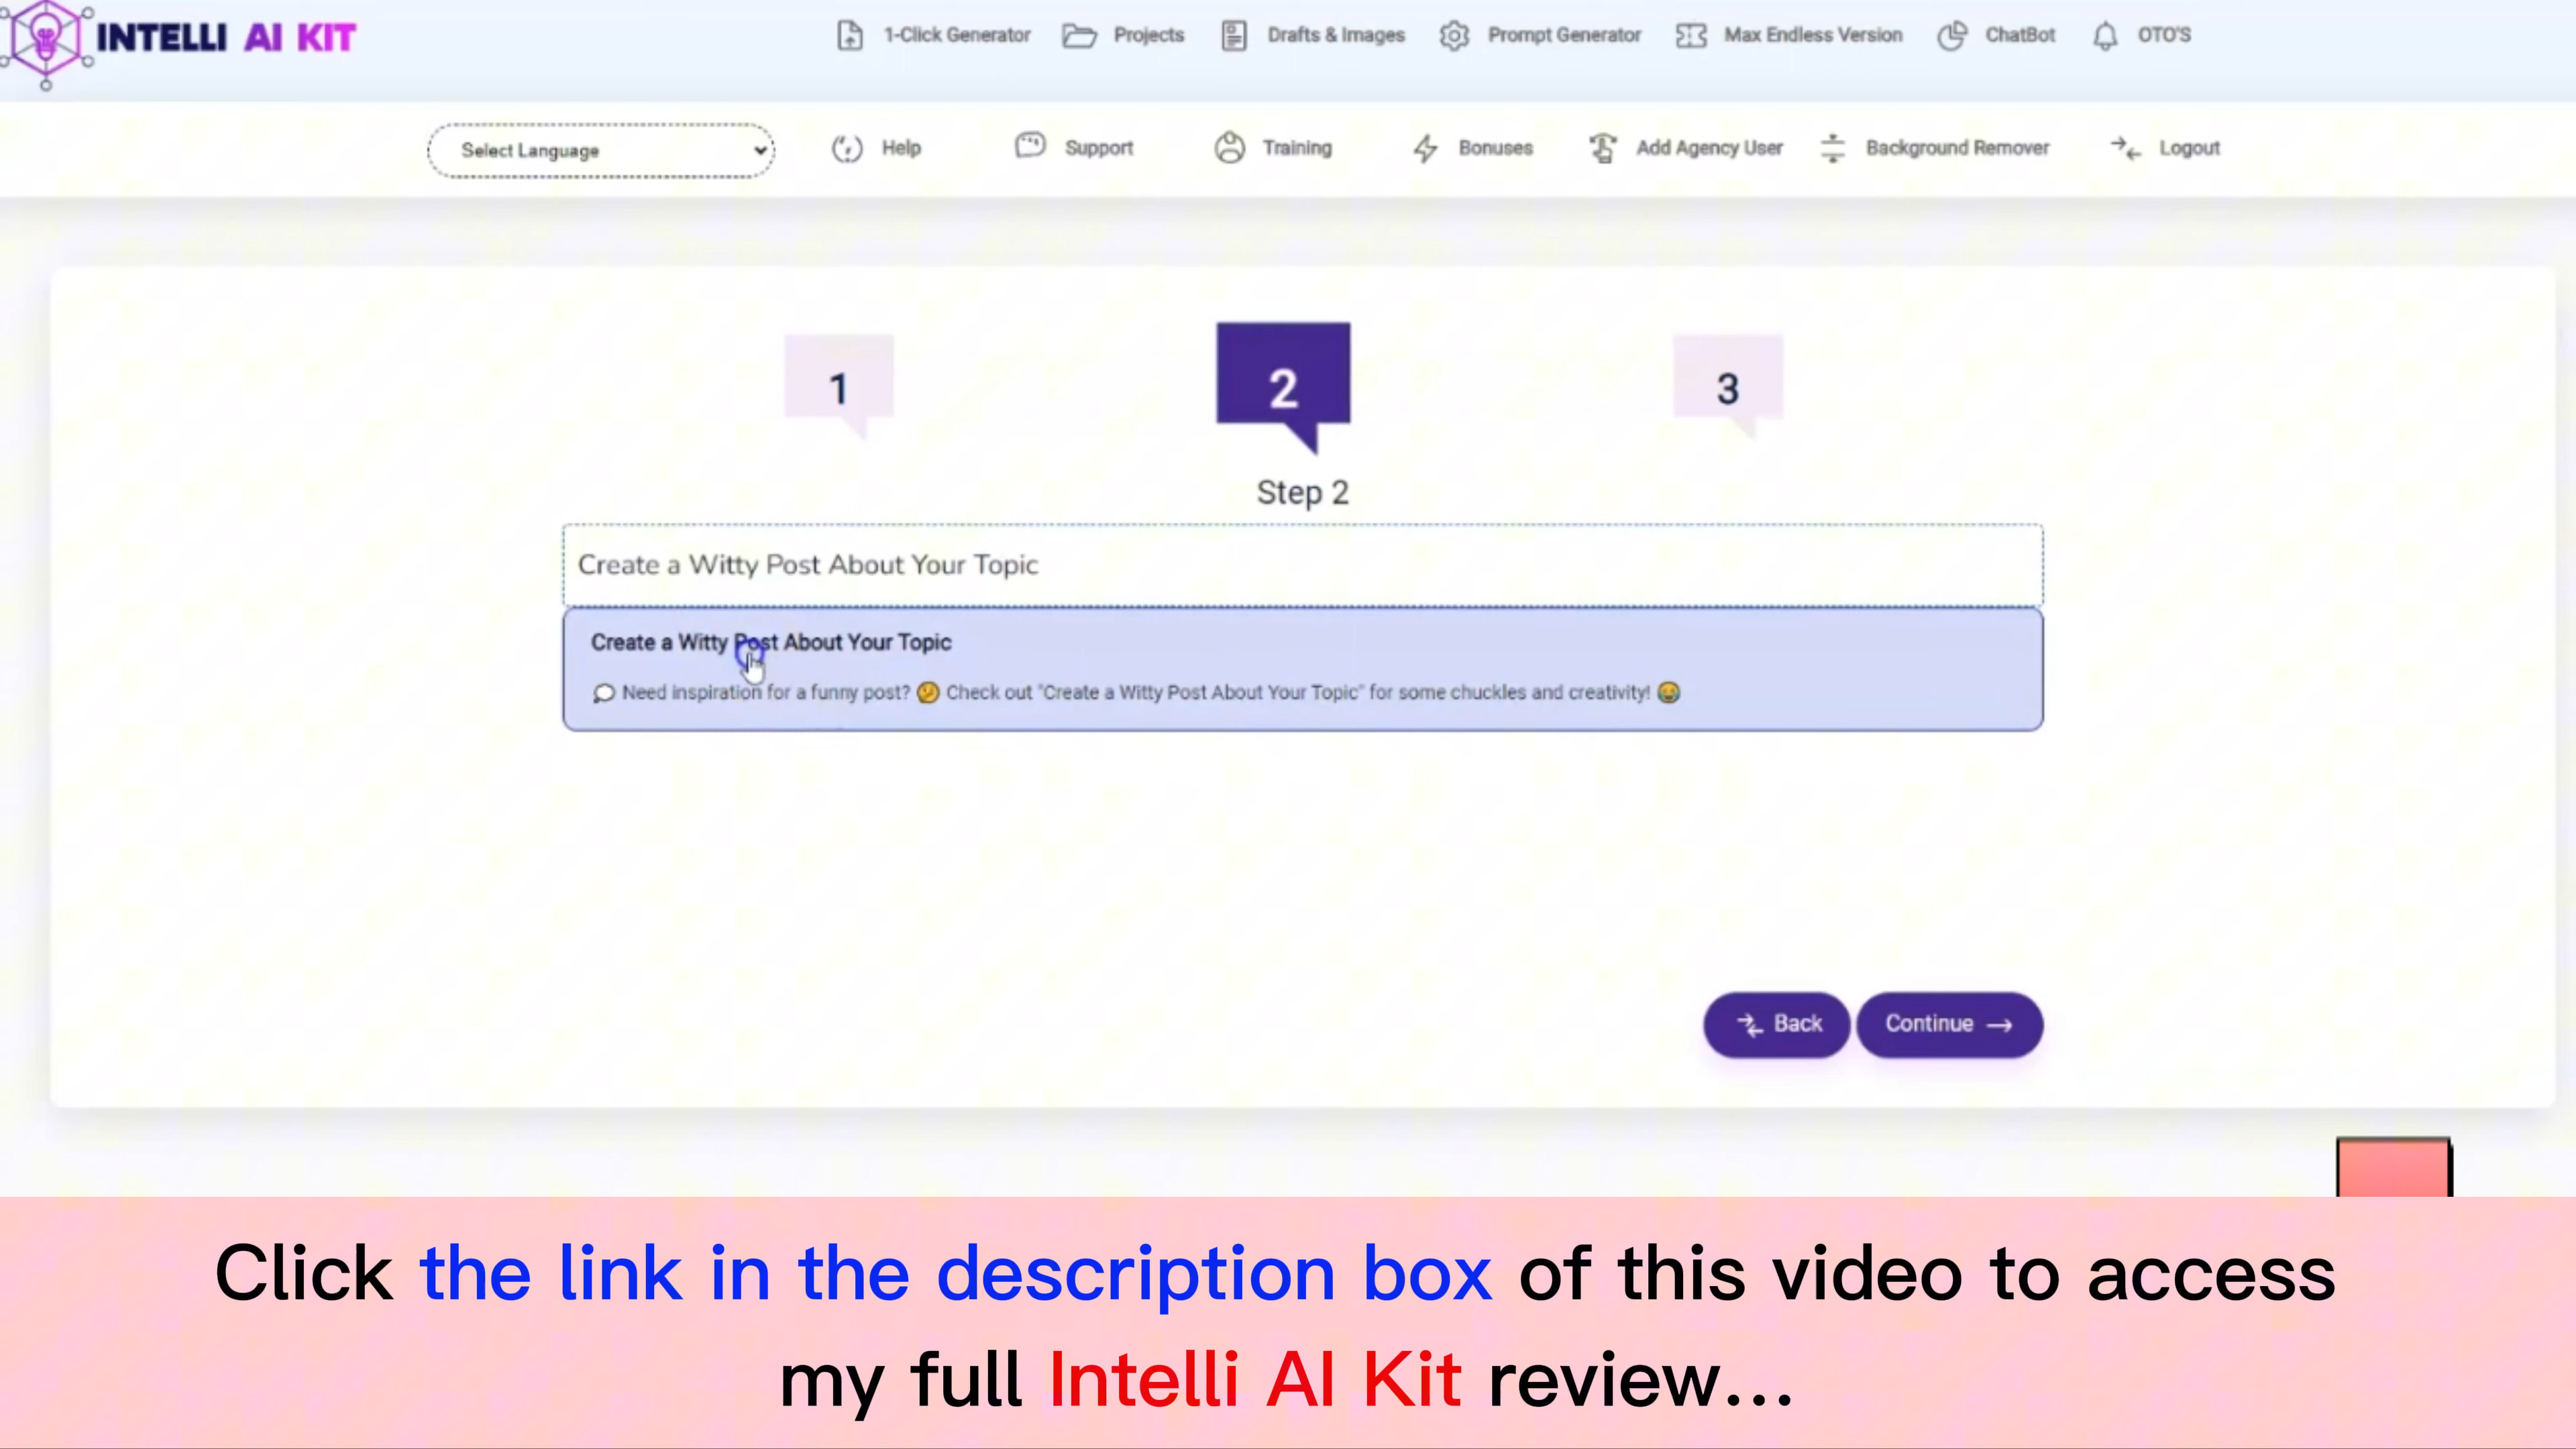 INTELLI AI KIT
1-Click Generator Projects Drafts & Images Prompt Generator Max Endless Version ChatBot OTO'S
Select Language Help Support Training Bonuses Add Agency User Background Remover Logout
1 2 3
Step 2
Create a Witty Post About Your Topic
Create a Witty Post About Your Topic
💬 Need inspiration for a funny post? 🤔 Check out "Create a Witty Post About Your Topic" for some chuckles and creativity! 😂
Back Continue →
Click the link in the description box of this video to access
my full Intelli AI Kit review...